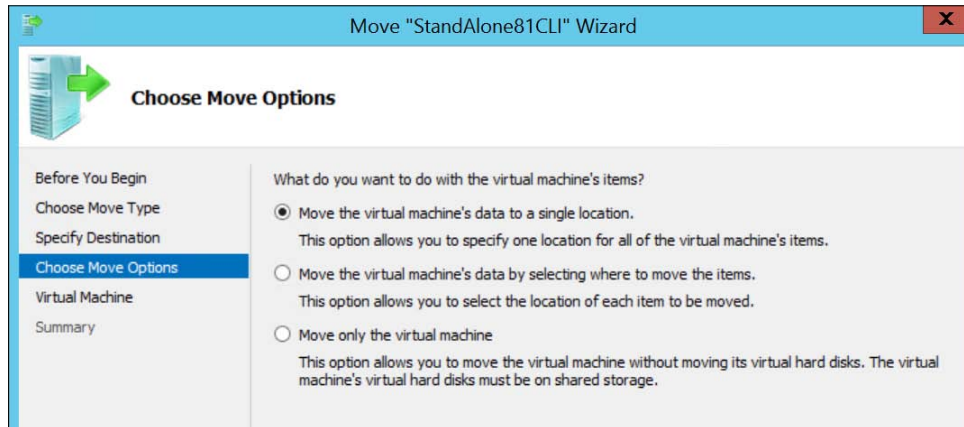 Move "StandAlone81CLI" Wizard
X
Choose Move Options
Before You Begin
Choose Move Type
Specify Destination
Choose Move Options
Virtual Machine
Summary
What do you want to do with the virtual machine's items?
Move the virtual machine's data to a single location.
This option allows you to specify one location for all of the virtual machine's items.
Move the virtual machine's data by selecting where to move the items.
This option allows you to select the location of each item to be moved.
Move only the virtual machine
This option allows you to move the virtual machine without moving its virtual hard disks. The virtual
machine's virtual hard disks must be on shared storage.